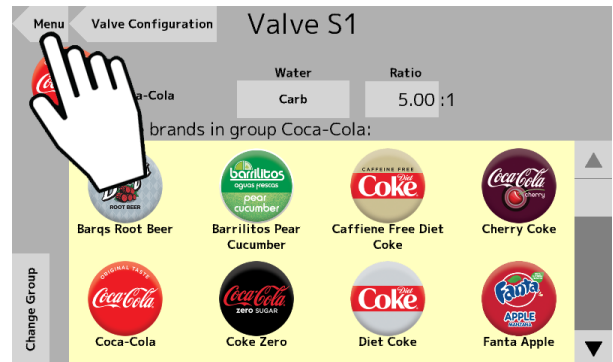 Menu
Valve Configuration
Valve S1
Water
Ratio
a-Cola
Carb
5.00 :1
brands in group Coca-Cola:
ROOT BEER
barrilitos
aguas frescas
pear
cucumber
CAFFEINE FREE
Diet
Coke
Coca-Cola
cherry
Barqs Root Beer
Barrilitos Pear
Cucumber
Caffiene Free Diet
Coke
Cherry Coke
Change Group
ORIGINAL TASTE
Coca-Cola
Coca-Cola
ZERO SUGAR
Diet
Coke
Fanta
APPLE
MANZANA
Coca-Cola
Coke Zero
Diet Coke
Fanta Apple